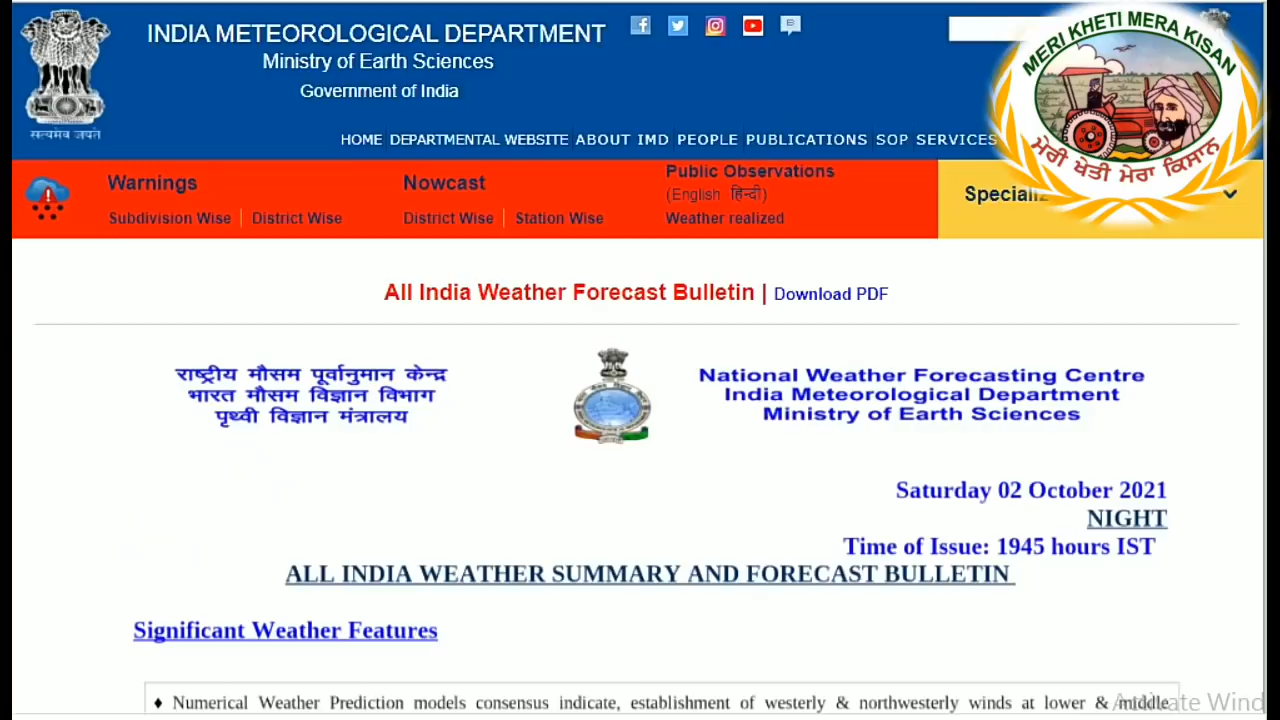 INDIA METEOROLOGICAL DEPARTMENT
Ministry of Earth Sciences
Government of India
सत्यमेव जयते
HOME DEPARTMENTAL WEBSITE ABOUT IMD PEOPLE PUBLICATIONS SOP SERVICES
MERI KHETI MERA KISAN
ਮੇਰੀ ਖੇਤੀ ਮੇਰਾ ਕਿਸਾਨ
Warnings
Subdivision Wise District Wise
Nowcast
District Wise Station Wise
Public Observations
(English हिन्दी)
Weather realized
All India Weather Forecast Bulletin | Download PDF
राष्ट्रीय मौसम पूर्वानुमान केन्द्र
भारत मौसम विज्ञान विभाग
पृथ्वी विज्ञान मंत्रालय
National Weather Forecasting Centre
India Meteorological Department
Ministry of Earth Sciences
Saturday 02 October 2021
NIGHT
Time of Issue: 1945 hours IST
ALL INDIA WEATHER SUMMARY AND FORECAST BULLETIN
Significant Weather Features
♦ Numerical Weather Prediction models consensus indicate, establishment of westerly & northwesterly winds at lower & middle
Activate Wind